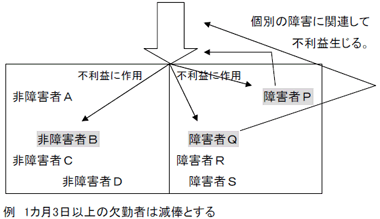 個別の障害に関連して
不利益生じる。
不利益に作用
不利益に作用
非障害者A
障害者P
非障害者B
障害者Q
非障害者C
障害者R
非障害者D
障害者S
例 1カ月3日以上の欠勤者は減俸とする